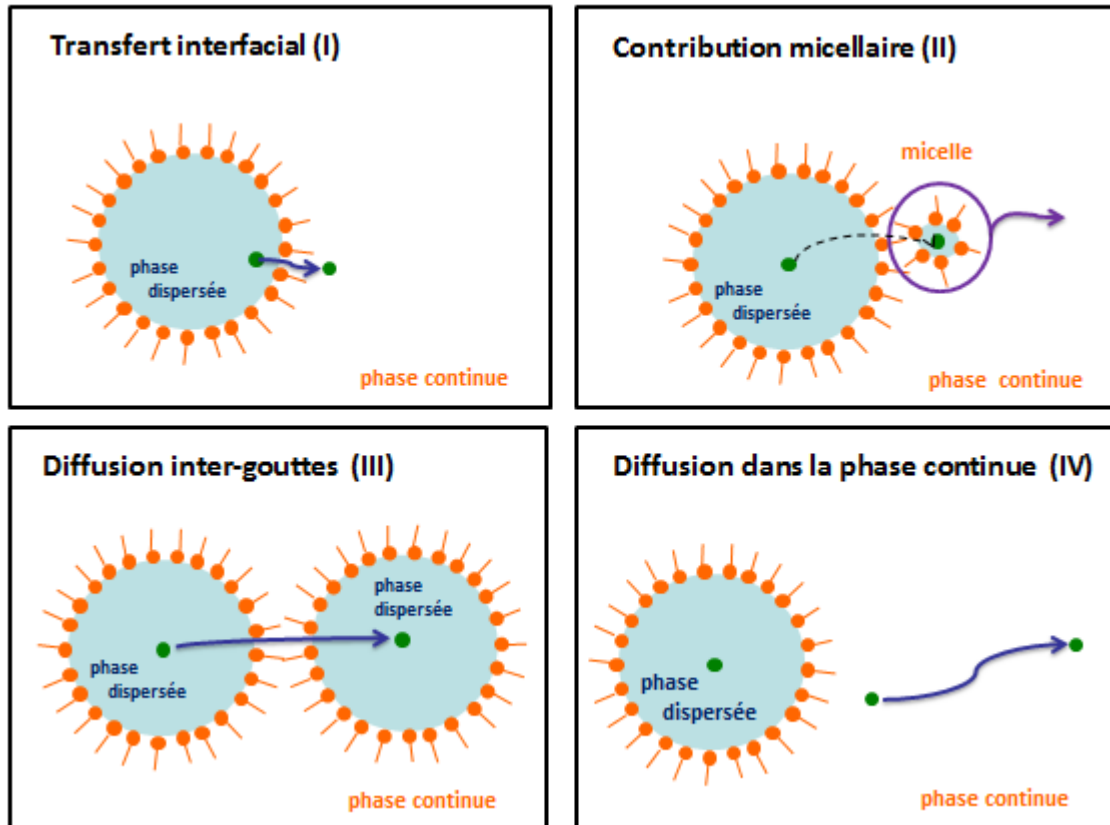 Transfert interfacial (I)
phase
dispersée
phase continue
Contribution micellaire (II)
micelle
phase
dispersée
phase continue
Diffusion inter-gouttes (III)
phase
dispersée
phase
dispersée
phase continue
Diffusion dans la phase continue (IV)
phase
dispersée
phase continue